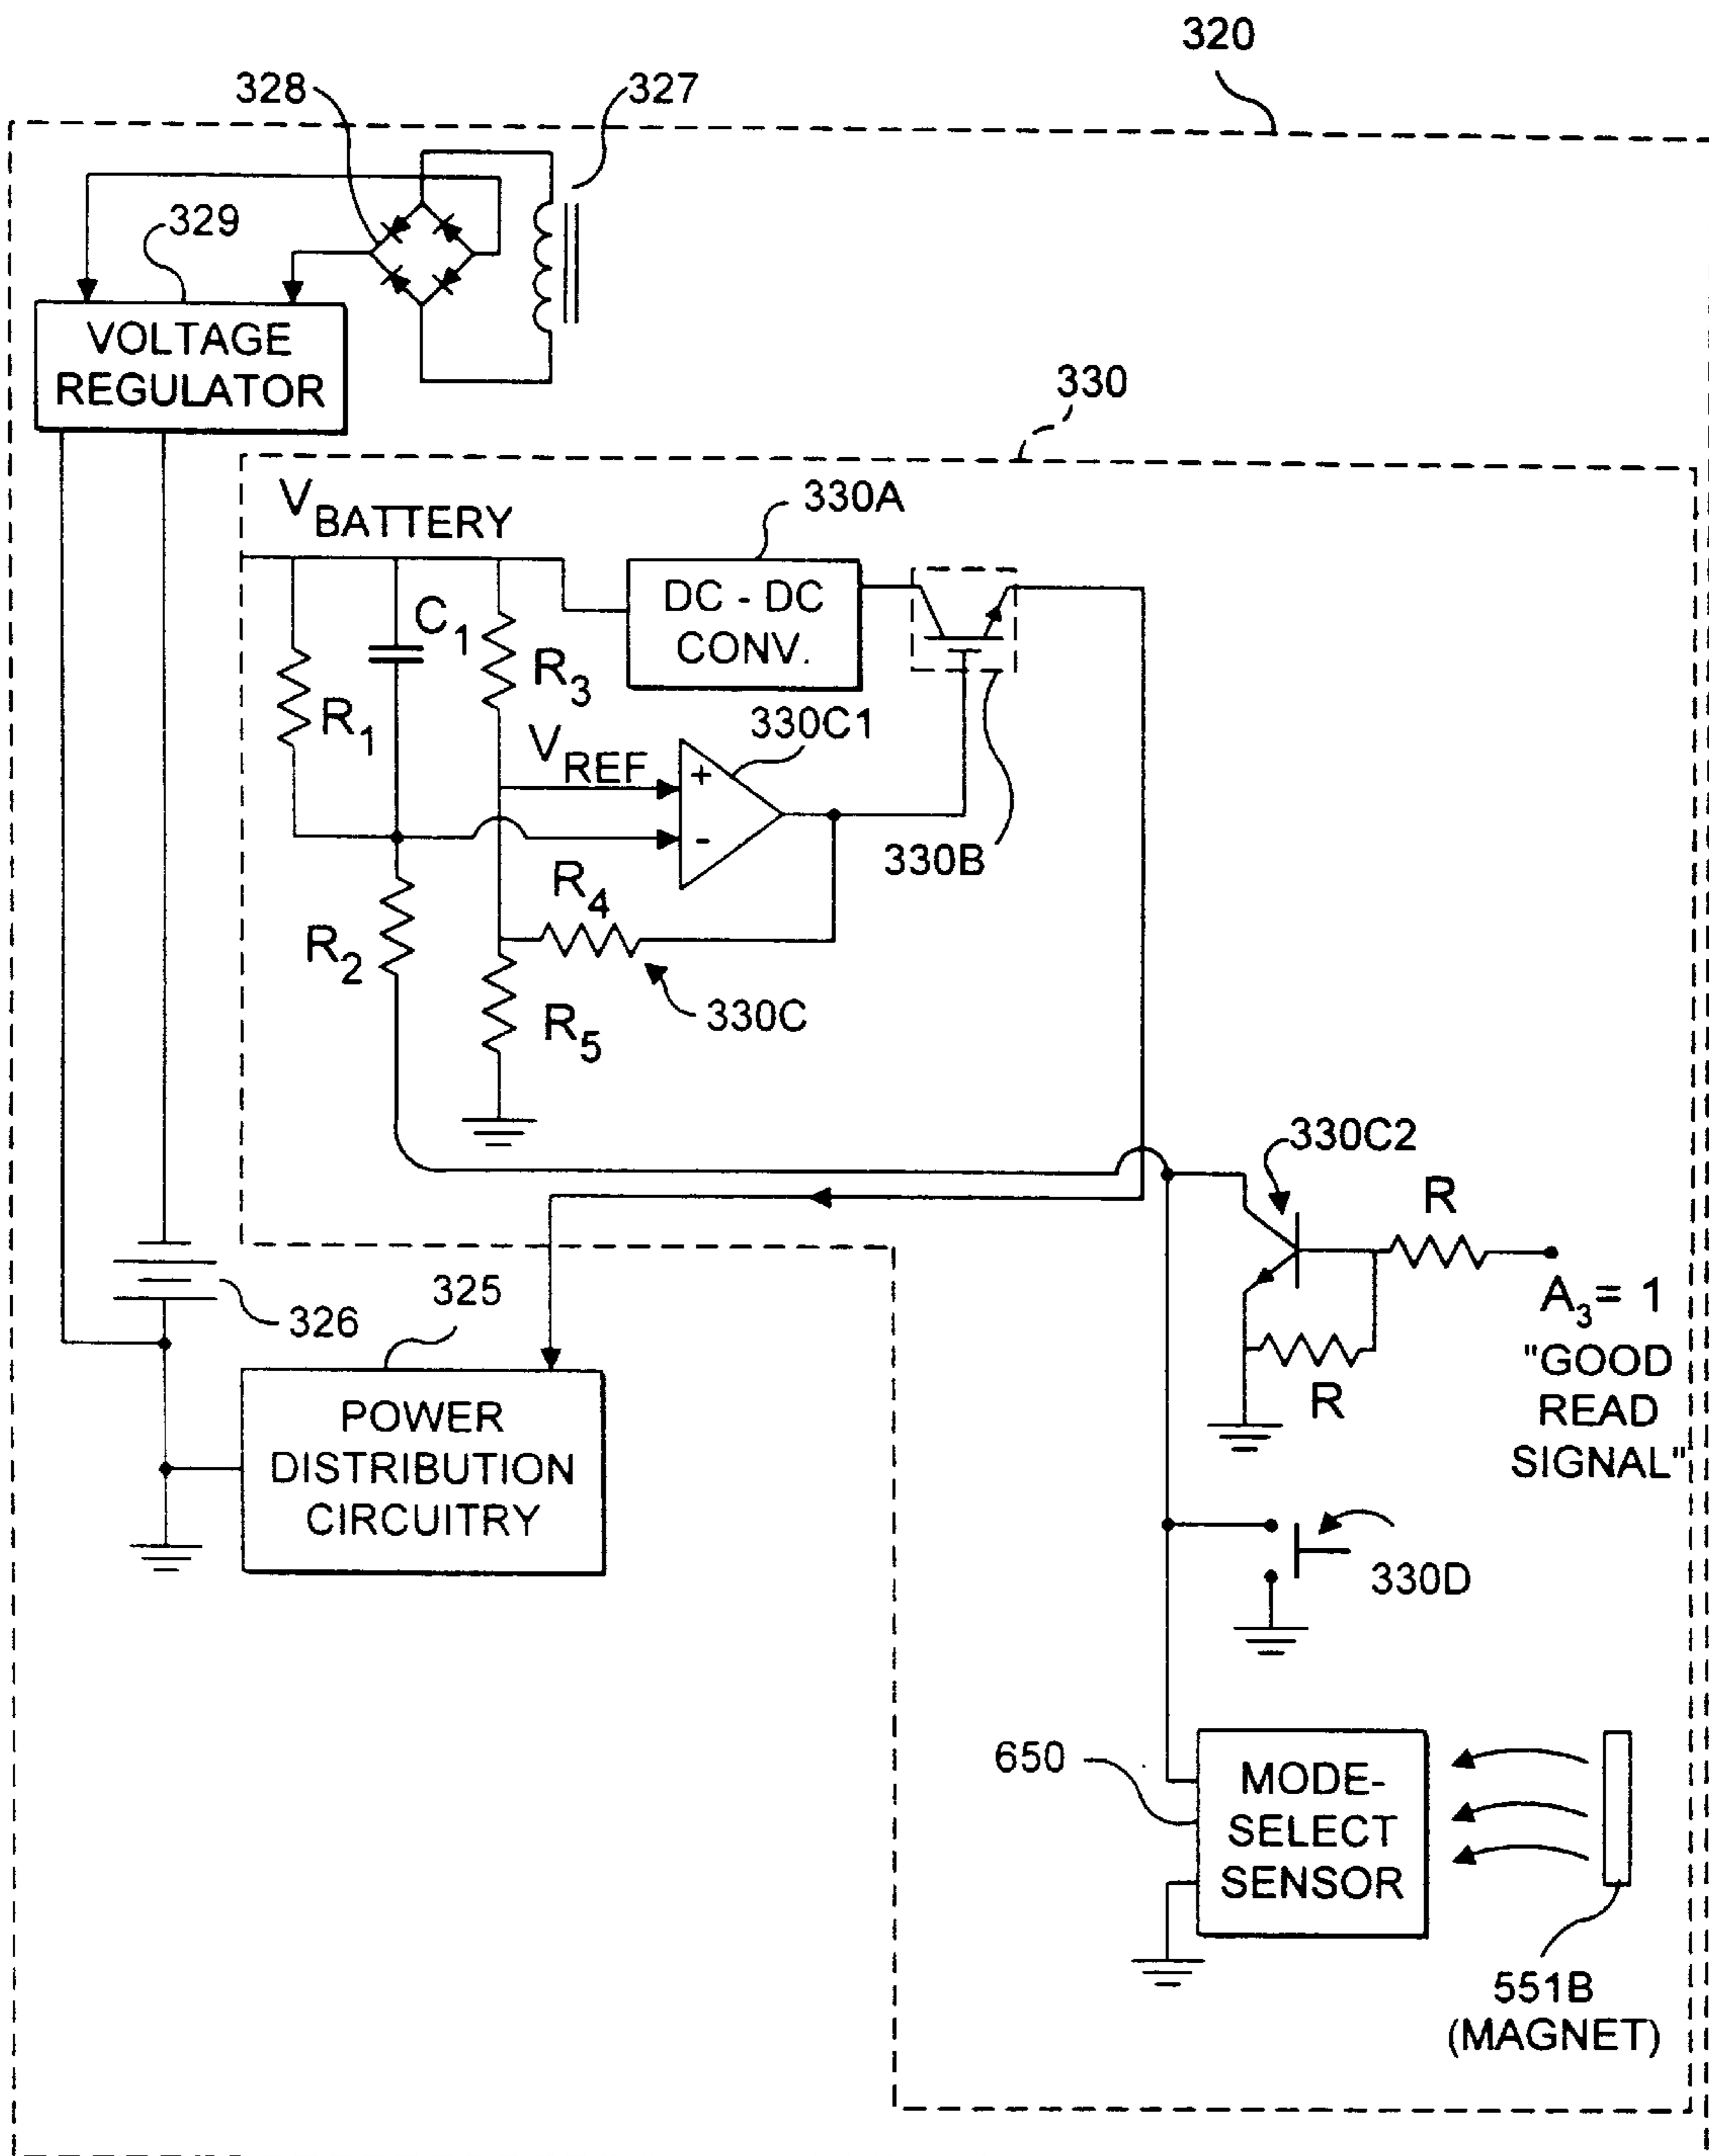 320
328
327
329
VOLTAGE
REGULATOR
330
V BATTERY
330A
DC - DC
CONV.
C1
R3
R1
330C1
VREF
+
-
330B
R4
R2
330C
R5
330C2
R
A3= 1
"GOOD
READ
SIGNAL"
R
325
326
POWER
DISTRIBUTION
CIRCUITRY
330D
650
MODE-
SELECT
SENSOR
551B
(MAGNET)